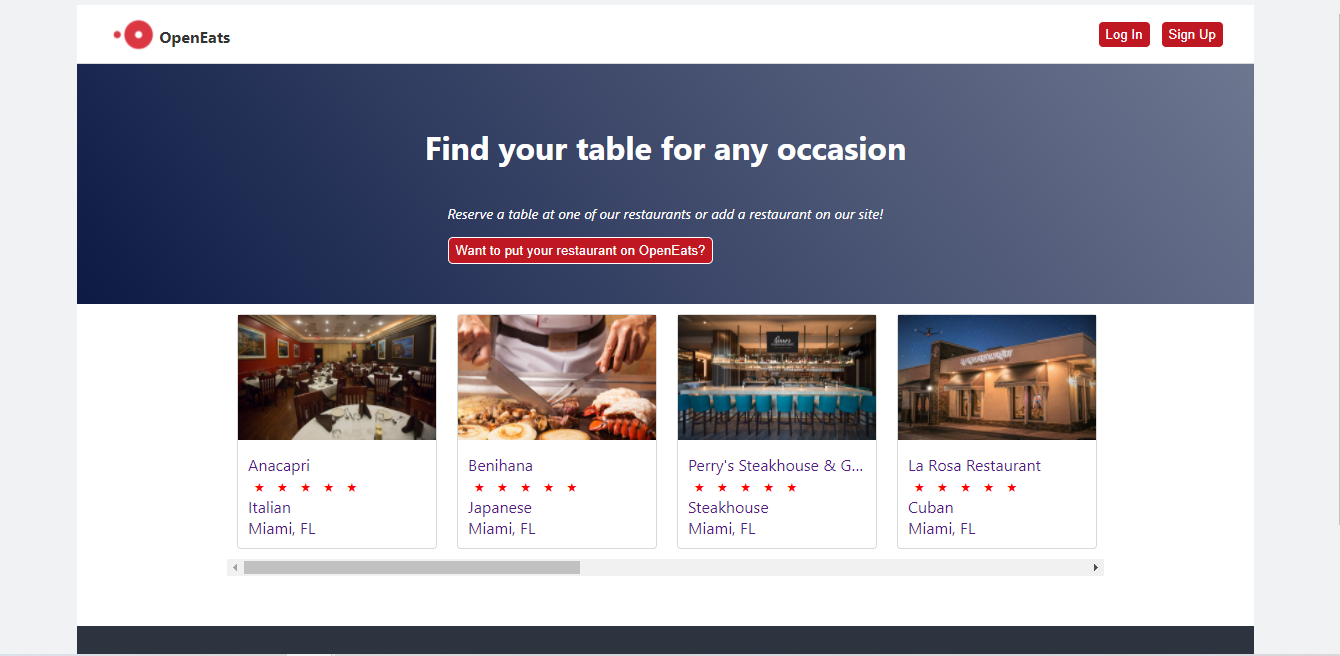 OpenEats
Log In
Sign Up
Find your table for any occasion
Reserve a table at one of our restaurants or add a restaurant on our site!
Want to put your restaurant on OpenEats?
Anacapri
★ ★ ★ ★ ★
Italian
Miami, FL
Benihana
★ ★ ★ ★ ★
Japanese
Miami, FL
Perry's Steakhouse & G...
★ ★ ★ ★ ★
Steakhouse
Miami, FL
La Rosa Restaurant
★ ★ ★ ★ ★
Cuban
Miami, FL